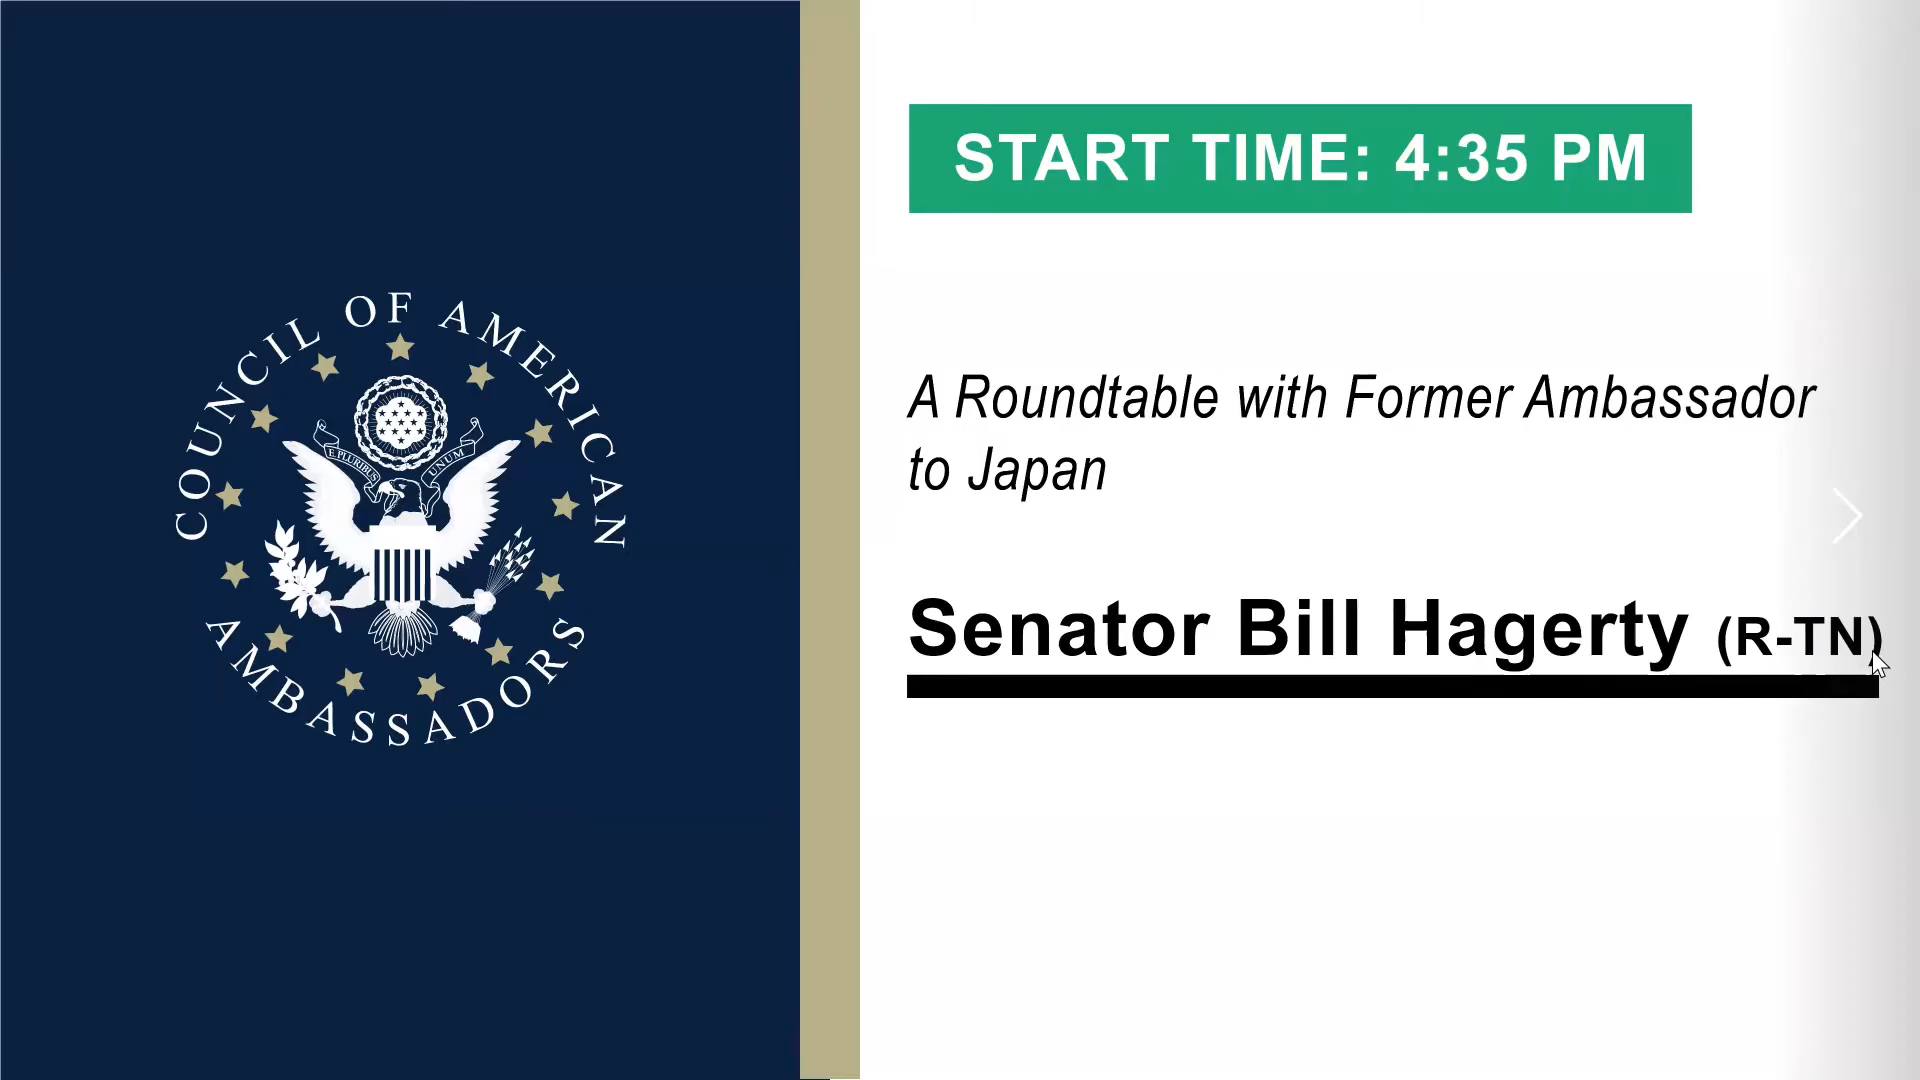 COUNCIL OF AMERICAN
AMBASSADORS
E PLURIBUS
UNUM
START TIME: 4:35 PM
A Roundtable with Former Ambassador
to Japan
Senator Bill Hagerty (R-TN)